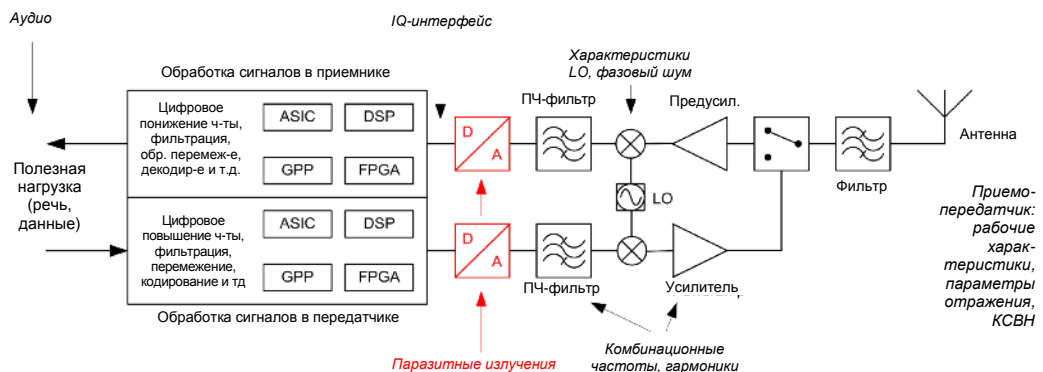 Аудио
IQ-интерфейс
Характеристики
LO, фазовый шум
Обработка сигналов в приемнике
Цифровое
понижение ч-ты,
фильтрация,
обр. перемеж-е,
декодир-е и т.д.
ASIC
DSP
GPP
FPGA
D
A
ПЧ-фильтр
Предусил.
Антенна
Фильтр
LO
Полезная
нагрузка
(речь,
данные)
Цифровое
повышение ч-ты,
фильтрация,
перемежение,
кодирование и тд
ASIC
DSP
GPP
FPGA
D
A
ПЧ-фильтр
Усилитель
Обработка сигналов в передатчике
Приемо-
передатчик:
рабочие
харак-
теристики,
параметры
отражения,
КСВН
Паразитные излучения
Комбинационные
частоты, гармоники